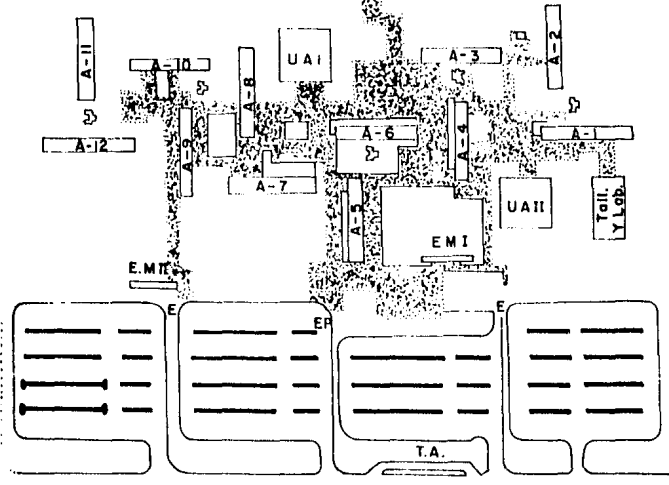 A-11
A-10
A-8
UAI
A-3
A-2
A-12
A-9
A-6
A-4
A-1
A-7
A-5
UAII
Tall.
Y Lab.
EMI
E.MII
E
EP
E
T.A.